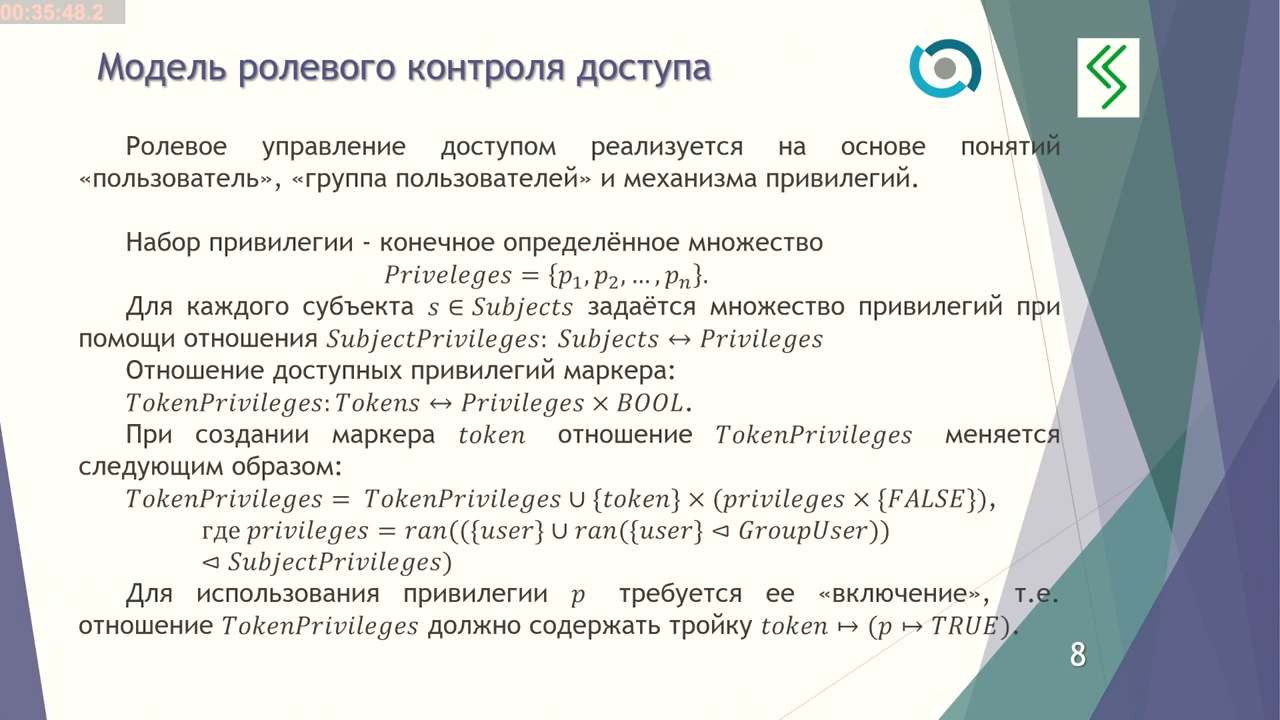 00:35:48.2
Модель ролевого контроля доступа
Ролевое управление доступом реализуется на основе понятий
«пользователь», «группа пользователей» и механизма привилегий.
Набор привилегии - конечное определённое множество
Priveleges = {p₁, p₂, … , pₙ}.
Для каждого субъекта s ∈ Subjects задаётся множество привилегий при
помощи отношения SubjectPrivileges: Subjects ↔ Privileges
Отношение доступных привилегий маркера:
TokenPrivileges: Tokens ↔ Privileges × BOOL.
При создании маркера token отношение TokenPrivileges меняется
следующим образом:
TokenPrivileges = TokenPrivileges ∪ {token} × (privileges × {FALSE}),
где privileges = ran(({user} ∪ ran({user} ⊲ GroupUser))
⊲ SubjectPrivileges)
Для использования привилегии p требуется ее «включение», т.е.
отношение TokenPrivileges должно содержать тройку token ↦ (p ↦ TRUE).
8